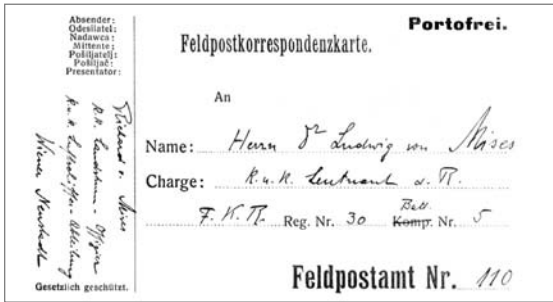 Absender:
Odesílatel:
Nadawca:
Mittente:
Pošiljatelj:
Pošiljač:
Presentator:
Richard v. Mises
K.K. Landsturm-Offizier
K.u.K. Luftschiffer-Abteilung
Wiener Neustadt
Gesetzlich geschützt.
Portofrei.
Feldpostkorrespondenzkarte.
An
Name: Herrn Dr Ludwig von Mises
Charge: K.u.K. Leutnant d. R.
F.K.R. Reg. Nr. 30 Komp. Batt. Nr. 5
Feldpostamt Nr. 110